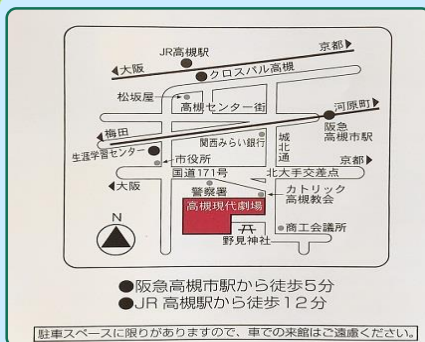 JR高槻駅
京都
大阪
クロスパル高槻
松坂屋
高槻センター街
河原町
阪急
高槻市駅
梅田
関西みらい銀行
城北通
生涯学習センター
市役所
国道171号
北大手交差点
京都
大阪
警察署
カトリック
高槻教会
高槻現代劇場
N
野見神社
商工会議所
●阪急高槻市駅から徒歩5分
●JR高槻駅から徒歩12分
駐車スペースに限りがありますので、車での来館はご遠慮ください。